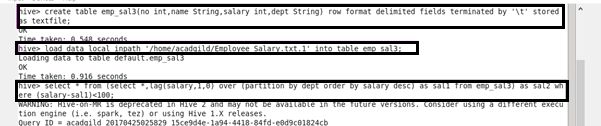 hive> create table emp_sal3(no int,name String,salary int,dept String) row format delimited fields terminated by '\t' stored
as textfile;
OK
Time taken: 0.548 seconds
hive> load data local inpath '/home/acadgild/Employee Salary.txt.1' into table emp_sal3;
Loading data to table default.emp_sal3
OK
Time taken: 0.916 seconds
hive> select * from (select *,lag(salary,1,0) over (partition by dept order by salary desc) as sal1 from emp_sal3) as sal2 wh
ere (salary-sal1)<100;
WARNING: Hive-on-MR is deprecated in Hive 2 and may not be available in the future versions. Consider using a different execu
tion engine (i.e. spark, tez) or using Hive 1.X releases.
Query ID = acadgild_20170425025829_15ce9d4e-1a94-4418-84fd-e0d9c01824cb